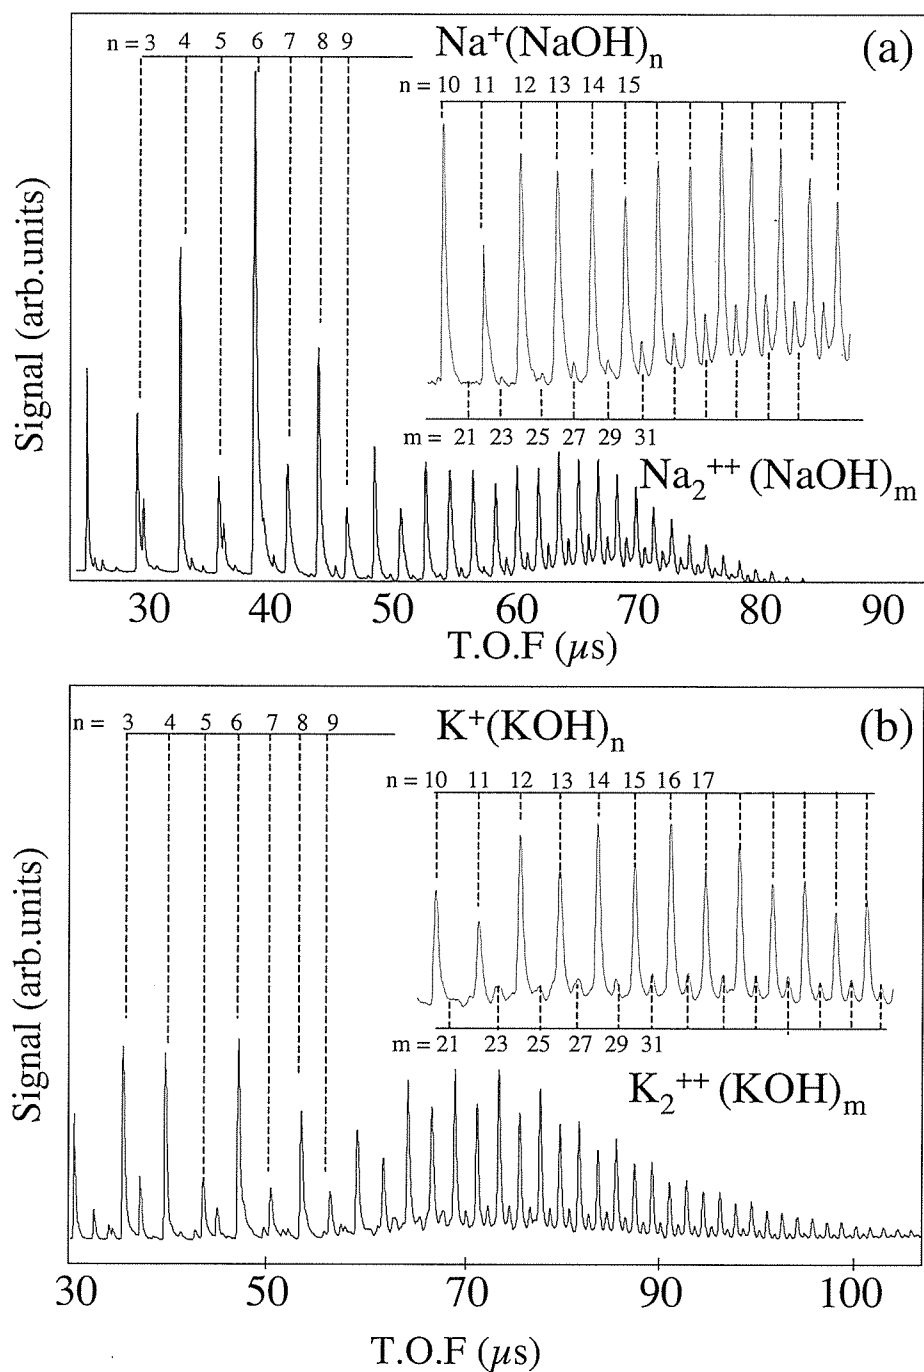 Na⁺(NaOH)ₙ
(a)
n = 3 4 5 6 7 8 9
n = 10 11 12 13 14 15
m = 21 23 25 27 29 31
Na₂⁺⁺(NaOH)ₘ
Signal (arb.units)
30 40 50 60 70 80 90
T.O.F (μs)
K⁺(KOH)ₙ
(b)
n = 3 4 5 6 7 8 9
n = 10 11 12 13 14 15 16 17
m = 21 23 25 27 29 31
K₂⁺⁺(KOH)ₘ
Signal (arb.units)
30 50 70 90 100
T.O.F (μs)